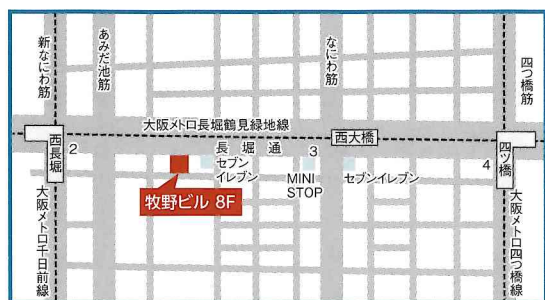 新なにわ筋
あみだ池筋
なにわ筋
四つ橋筋
大阪メトロ長堀鶴見緑地線
西長堀
2
長堀通
3
西大橋
四ツ橋
4
セブン
イレブン
MINI
STOP
セブンイレブン
牧野ビル 8F
大阪メトロ千日前線
大阪メトロ四つ橋線